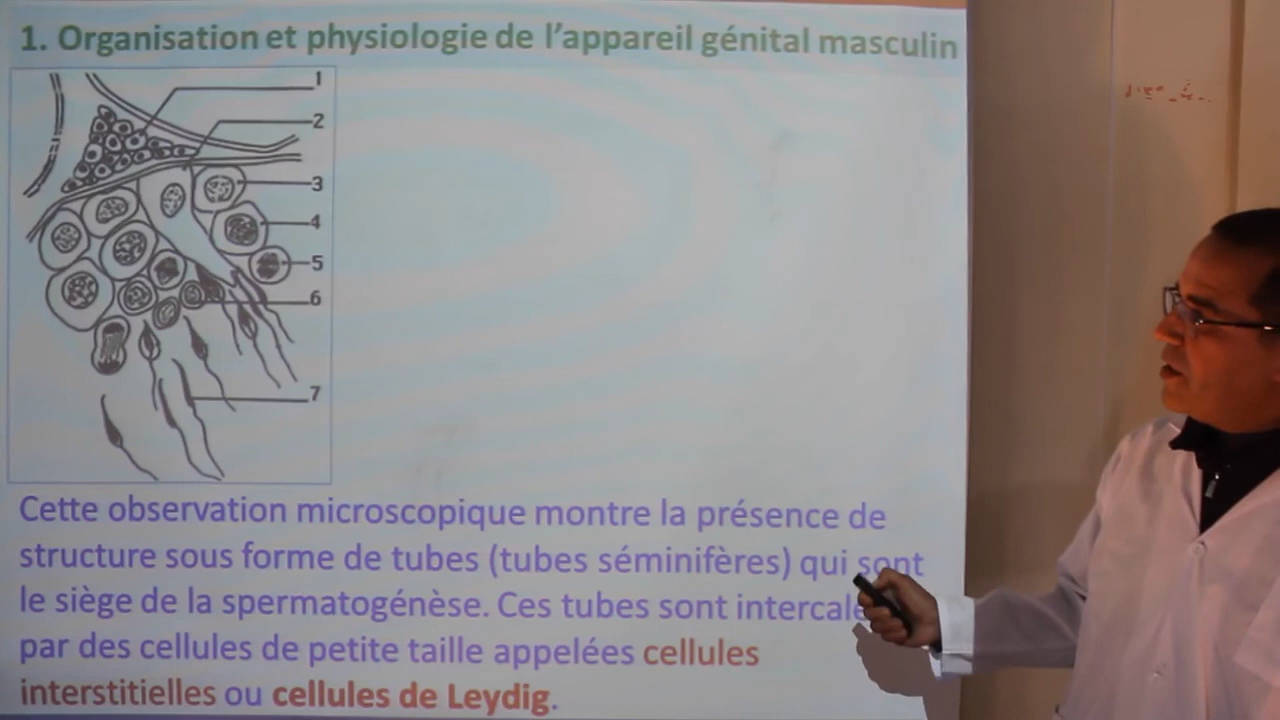 1. Organisation et physiologie de l'appareil génital masculin
1
2
3
4
5
6
7
Cette observation microscopique montre la présence de
structure sous forme de tubes (tubes séminifères) qui sont
le siège de la spermatogénèse. Ces tubes sont intercalé
par des cellules de petite taille appelées cellules
interstitielles ou cellules de Leydig.